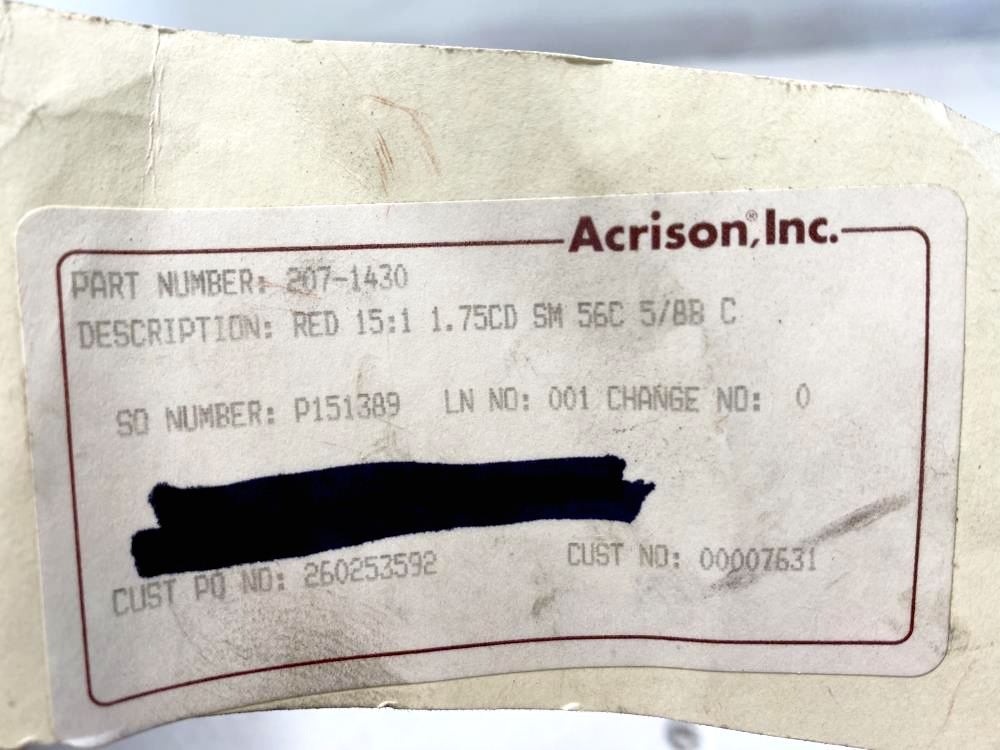 Acrison®, Inc.
PART NUMBER: 207-1430
DESCRIPTION: RED 15:1 1.75CD SM 56C 5/8B C
SO NUMBER: P151389 LN NO: 001 CHANGE NO: 0
CUST PO NO: 260253592 CUST NO: 00007631